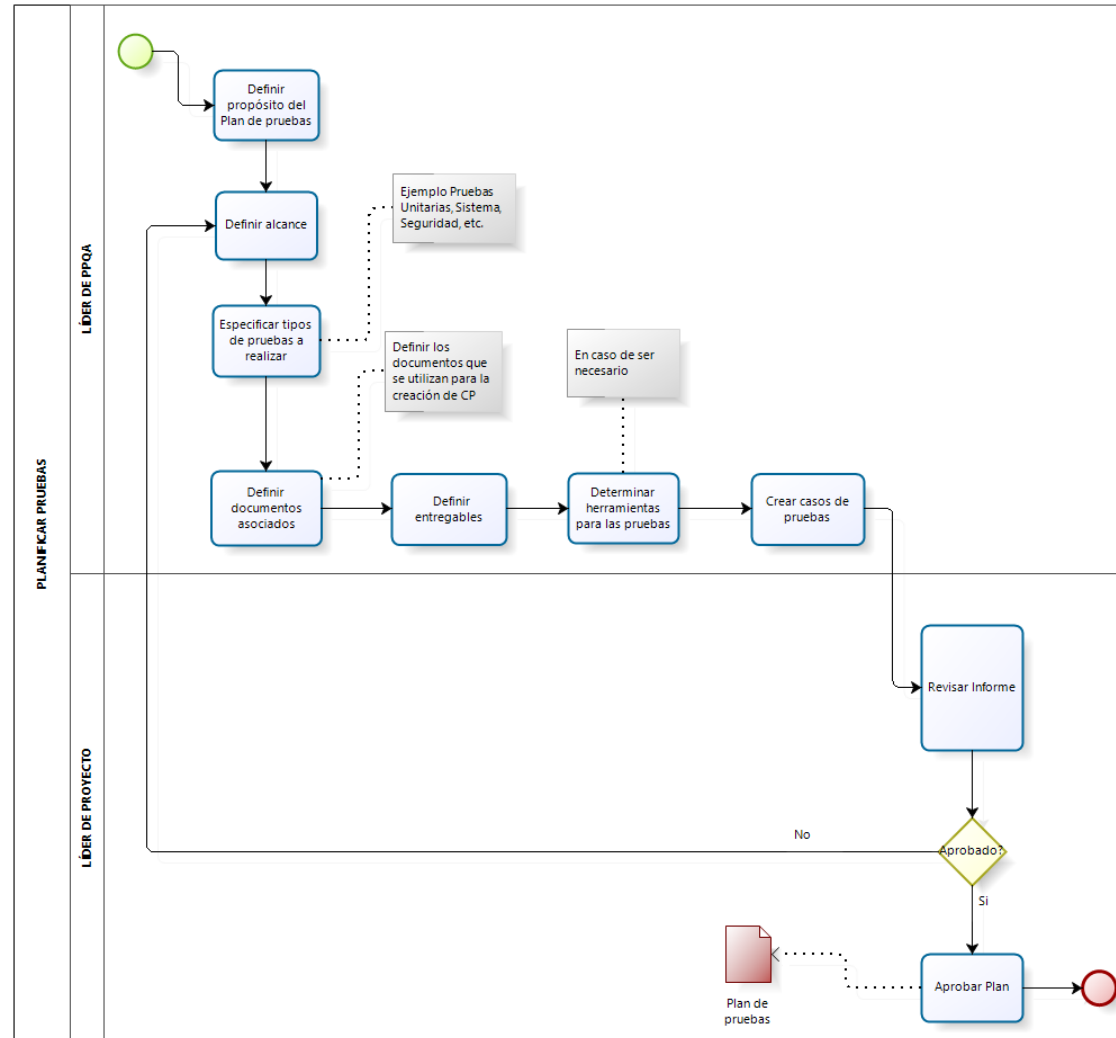 PLANIFICAR PRUEBAS
LÍDER DE PPQA
Definir
propósito del
Plan de pruebas
Definir alcance
Ejemplo Pruebas
Unitarias, Sistema,
Seguridad, etc.
Especificar tipos
de pruebas a
realizar
Definir los
documentos que
se utilizan para la
creación de CP
En caso de ser
necesario
Definir
documentos
asociados
Definir
entregables
Determinar
herramientas
para las pruebas
Crear casos de
pruebas
LÍDER DE PROYECTO
Revisar Informe
No
Aprobado?
Si
Aprobar Plan
Plan de
pruebas